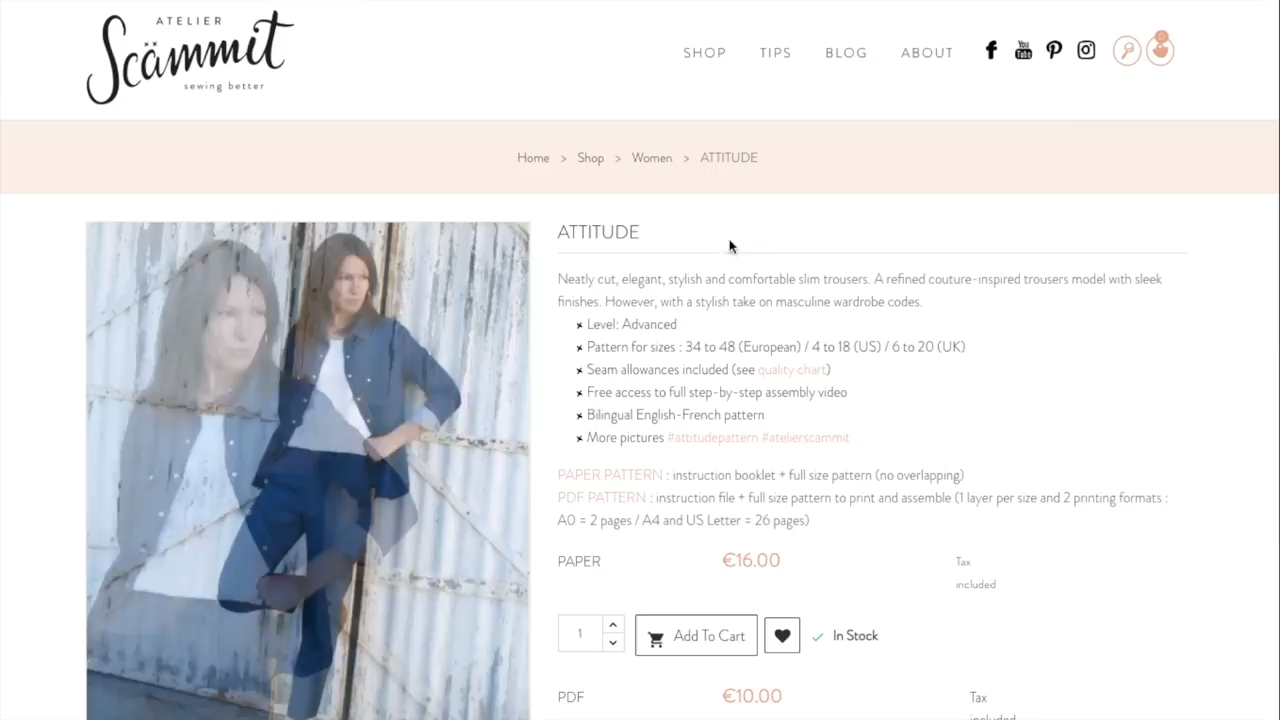 ATELIER
Scämmit
sewing better
SHOP TIPS BLOG ABOUT
You Tube
0
Home > Shop > Women > ATTITUDE
ATTITUDE
Neatly cut, elegant, stylish and comfortable slim trousers. A refined couture-inspired trousers model with sleek
finishes. However, with a stylish take on masculine wardrobe codes.
Level: Advanced
Pattern for sizes : 34 to 48 (European) / 4 to 18 (US) / 6 to 20 (UK)
Seam allowances included (see quality chart)
Free access to full step-by-step assembly video
Bilingual English-French pattern
More pictures #attitudepattern #atelierscammit
PAPER PATTERN : instruction booklet + full size pattern (no overlapping)
PDF PATTERN : instruction file + full size pattern to print and assemble (1 layer per size and 2 printing formats :
A0 = 2 pages / A4 and US Letter = 26 pages)
PAPER €16.00 Tax
included
1 Add To Cart In Stock
PDF €10.00 Tax
included